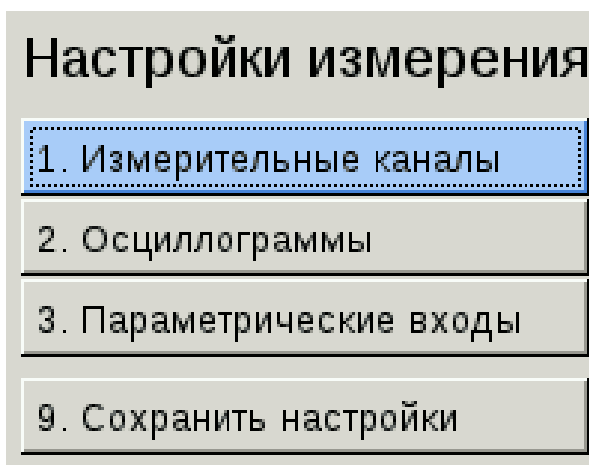 Настройки измерения
1. Измерительные каналы
2. Осциллограммы
3. Параметрические входы
9. Сохранить настройки